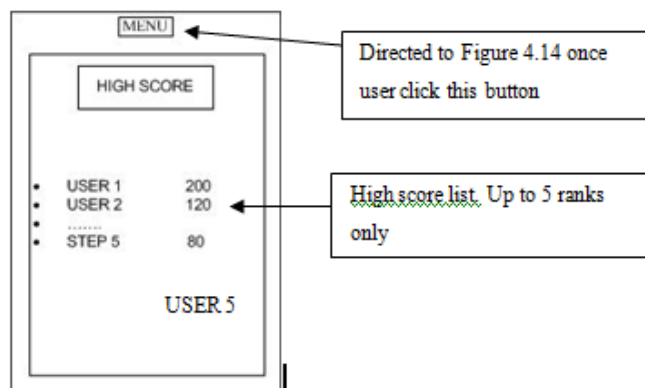 MENU
Directed to Figure 4.14 once
user click this button
HIGH SCORE
• USER 1 200
• USER 2 120
• .......
• STEP 5 80
High score list. Up to 5 ranks
only
USER 5